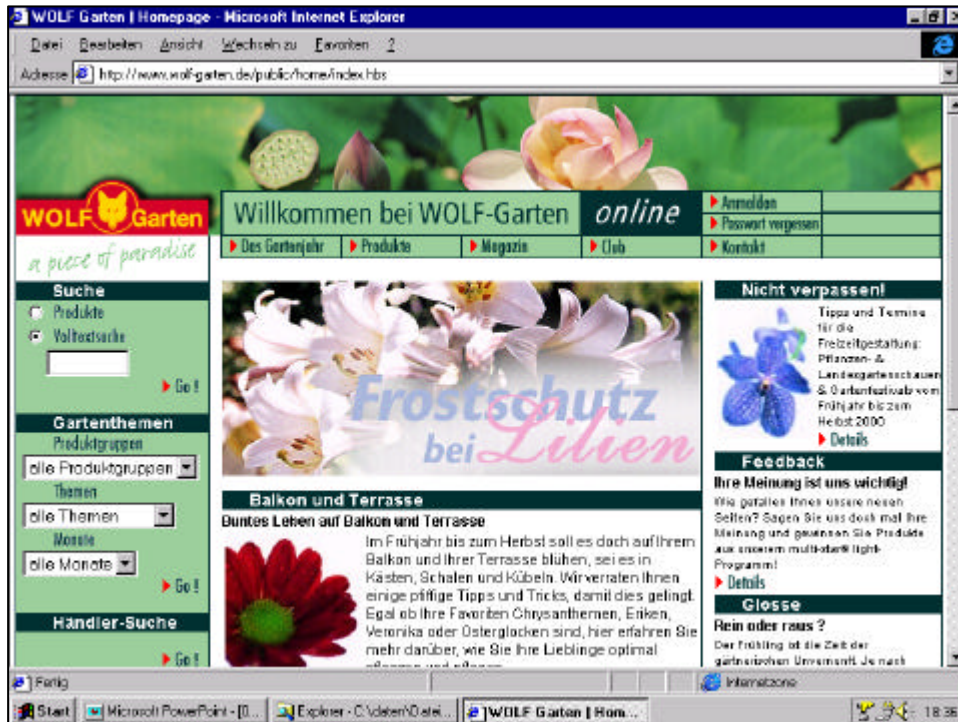 WOLF Garten | Homepage - Microsoft Internet Explorer
Datei Bearbeiten Ansicht Wechseln zu Favoriten ?
Adresse http://www.wolf-garten.de/public/home/index.hbs
WOLF Garten
a piece of paradise
Willkommen bei WOLF-Garten online
Das Gartenjahr Produkte Magazin Club
Anmelden
Passwort vergessen
Kontakt
Suche
Produkte
Volltextsuche
Go !
Gartenthemen
Produktgruppen
alle Produktgruppen
Themen
alle Themen
Monate
alle Monate
Go !
Händler-Suche
Go !
Frostschutz
bei Lilien
Balkon und Terrasse
Buntes Leben auf Balkon und Terrasse
Im Frühjahr bis zum Herbst soll es doch auf Ihrem
Balkon und Ihrer Terrasse blühen, sei es in
Kästen, Schalen und Kübeln. Wir verraten Ihnen
einige pfiffige Tipps und Tricks, damit dies gelingt.
Egal ob Ihre Favoriten Chrysanthemen, Eriken,
Veronika oder Osterglocken sind, hier erfahren Sie
mehr darüber, wie Sie Ihre Lieblinge optimal
pflanzen und pflegen
Nicht verpassen!
Tipps und Termine
für die
Freizeitgestaltung:
Pflanzen- &
Landesgartenschauen
& Gartenfestivals vom
Frühjahr bis zum
Herbst 2000
Details
Feedback
Ihre Meinung ist uns wichtig!
Wie gefallen Ihnen unsere neuen
Seiten? Sagen Sie uns doch mal Ihre
Meinung und gewinnen Sie Produkte
aus unserem multi-star® light-
Programm!
Details
Glosse
Rein oder raus ?
Der Frühling ist die Zeit der
gärtnerischen Unvernunft. Je nach
Fertig
Internetzone
Start Microsoft PowerPoint - [0... Explorer - C:\daten\Datei... WOLF Garten | Hom... 18:36